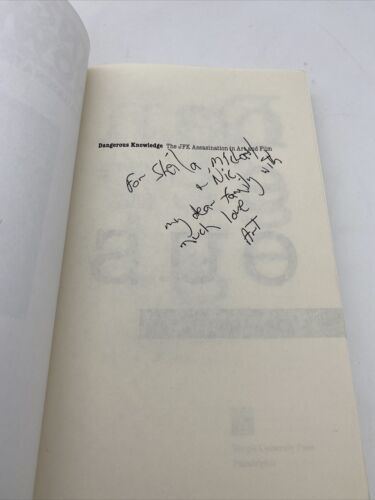 Dangerous Knowledge The JFK Assassination in Art and Film
For Sheila Michael
& Nic,
my dear family with
much love
Art
Temple University Press
Philadelphia